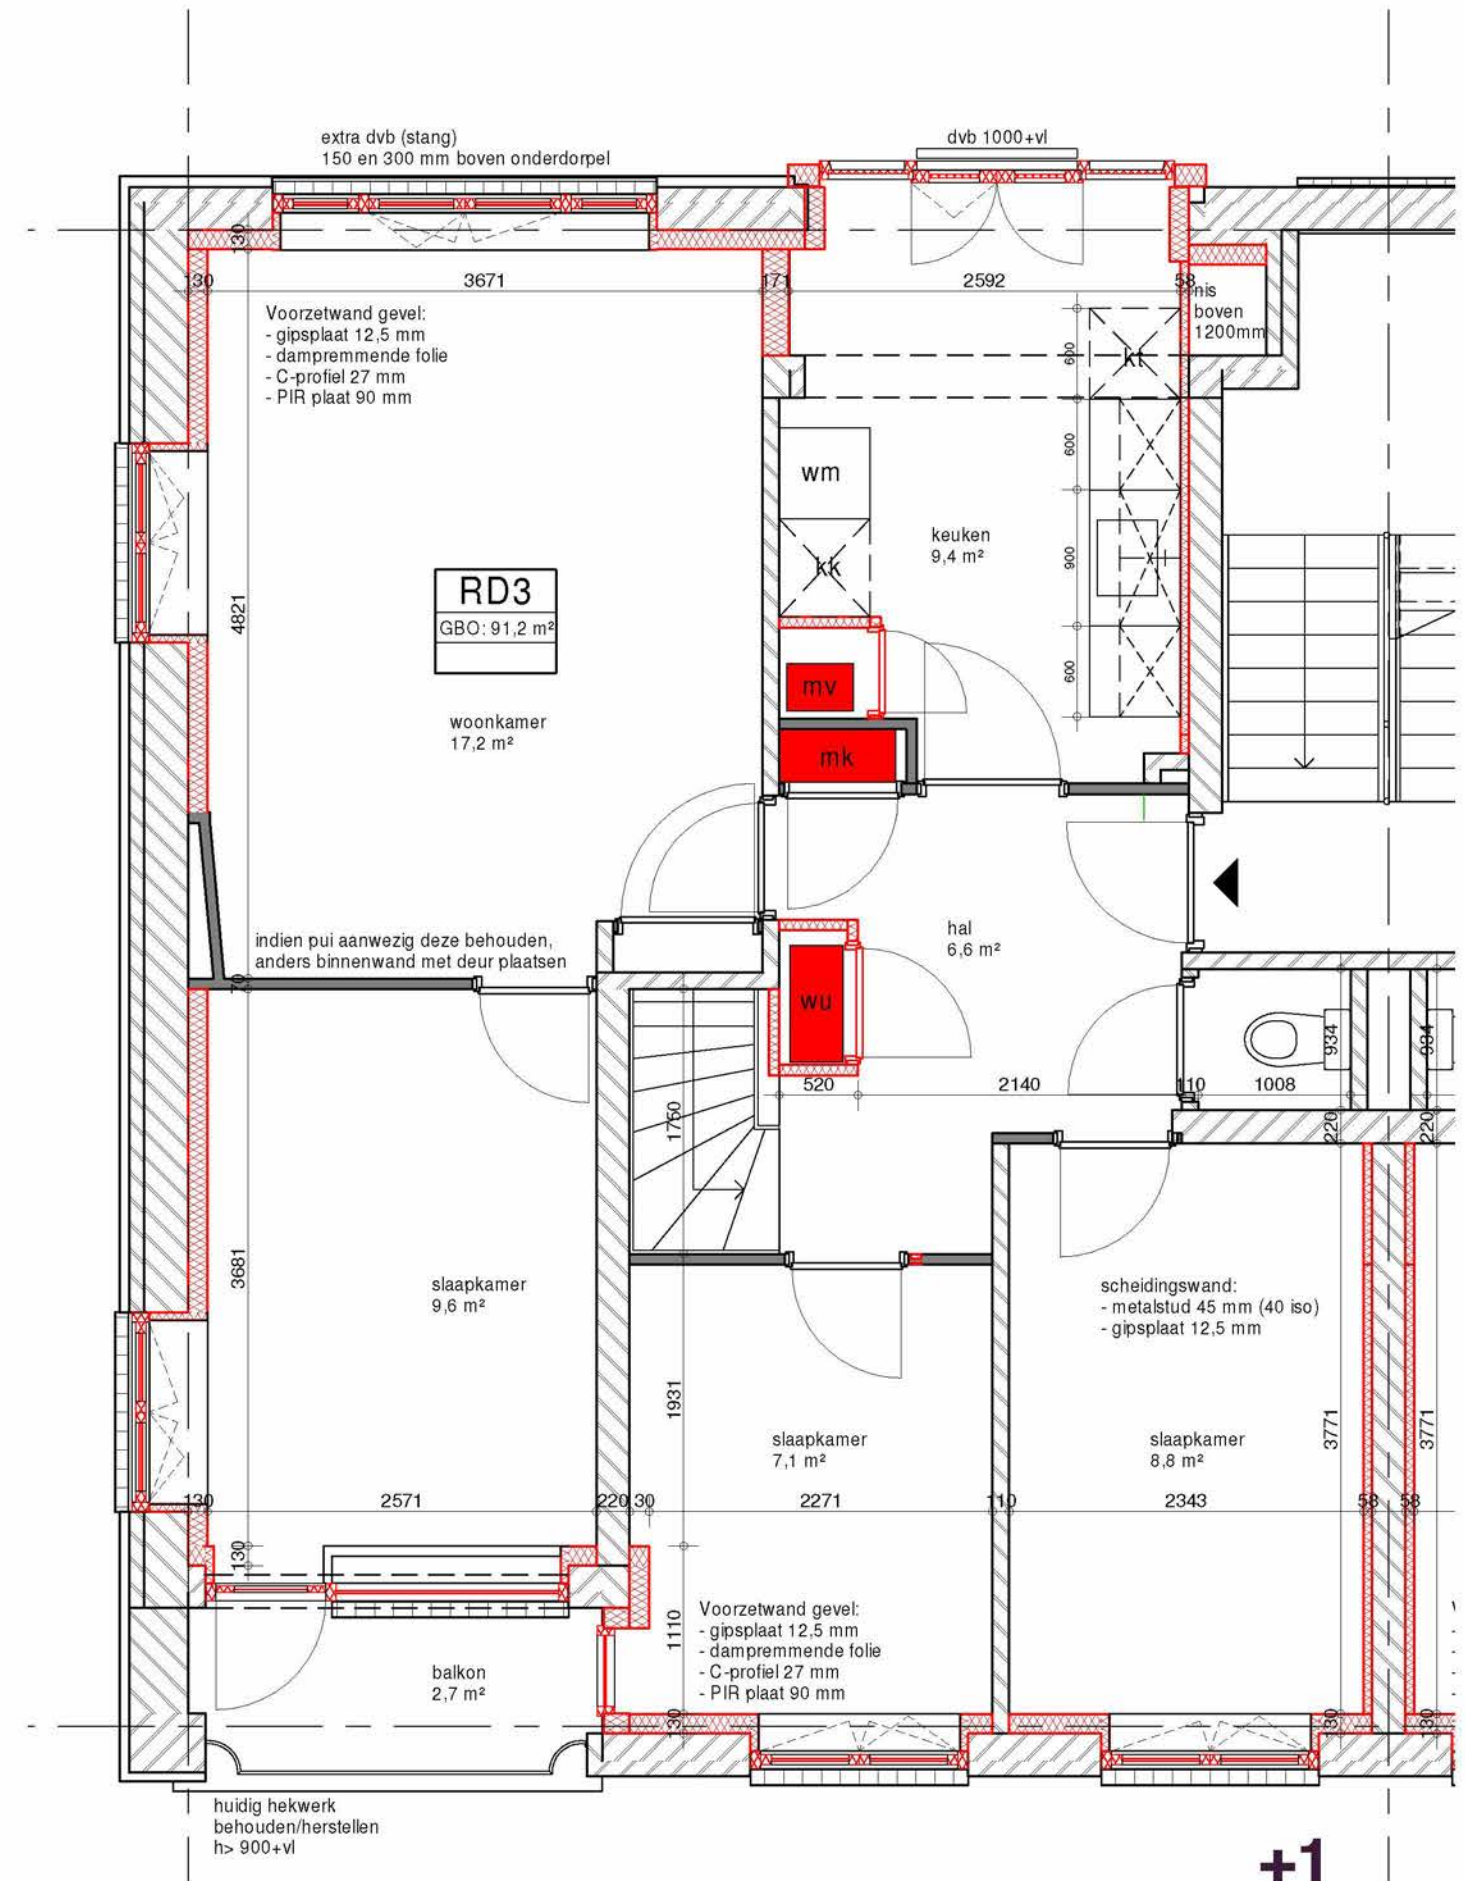 extra dvb (stang)
150 en 300 mm boven onderdorpel
dvb 1000+vl
130
130
3671
171
2592
58
nis
boven
1200mm
Voorzetwand gevel:
- gipsplaat 12,5 mm
- dampremmende folie
- C-profiel 27 mm
- PIR plaat 90 mm
600
kt
600
wm
keuken
9,4 m²
900
kk
RD3
GBO: 91,2 m²
4821
600
mv
woonkamer
17,2 m²
mk
indien pui aanwezig deze behouden,
anders binnenwand met deur plaatsen
hal
6,6 m²
70
wu
934
934
520
2140
110
1008
1760
220
220
3681
slaapkamer
9,6 m²
scheidingswand:
- metalstud 45 mm (40 iso)
- gipsplaat 12,5 mm
1931
slaapkamer
7,1 m²
slaapkamer
8,8 m²
3771
3771
130
2571
220
30
2271
110
2343
58
58
130
Voorzetwand gevel:
- gipsplaat 12,5 mm
- dampremmende folie
- C-profiel 27 mm
- PIR plaat 90 mm
1110
balkon
2,7 m²
130
130
130
huidig hekwerk
behouden/herstellen
h> 900+vl
+1